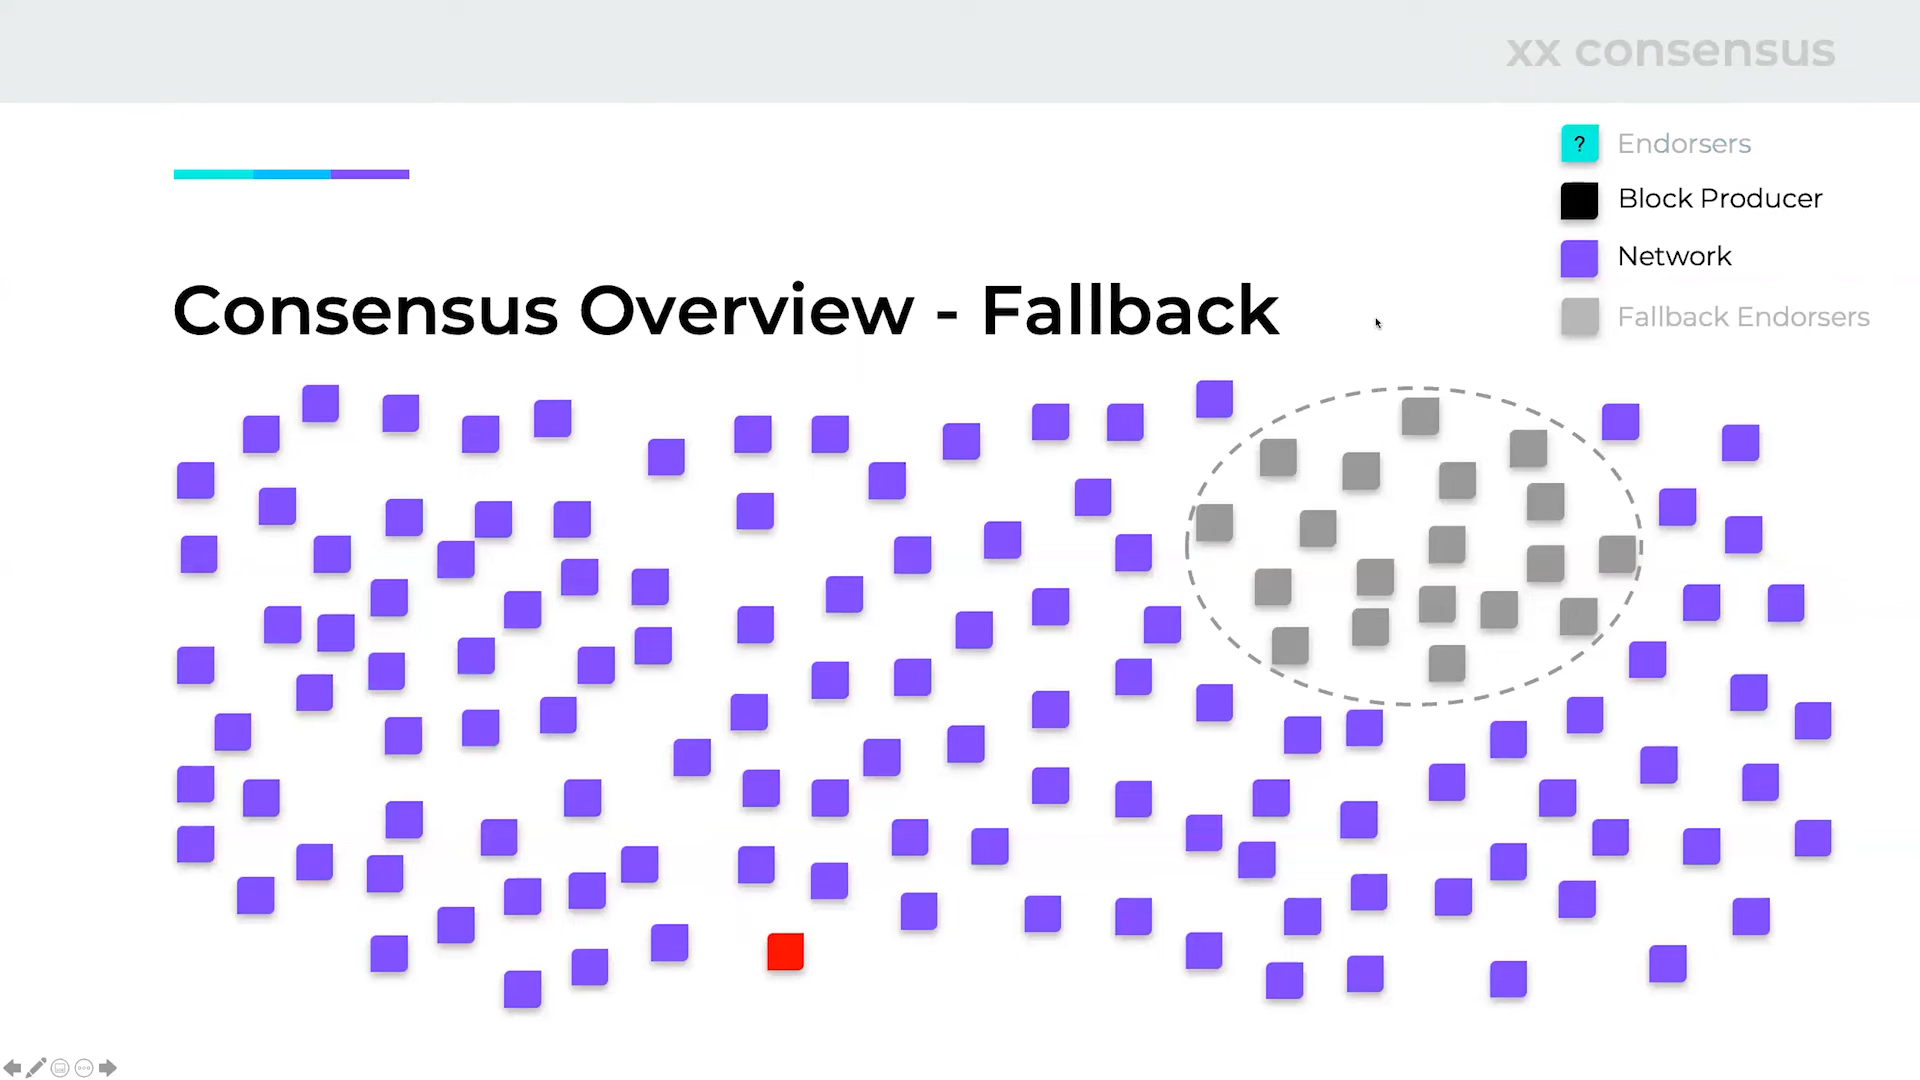 xx consensus
? Endorsers
Block Producer
Network
Fallback Endorsers
Consensus Overview - Fallback